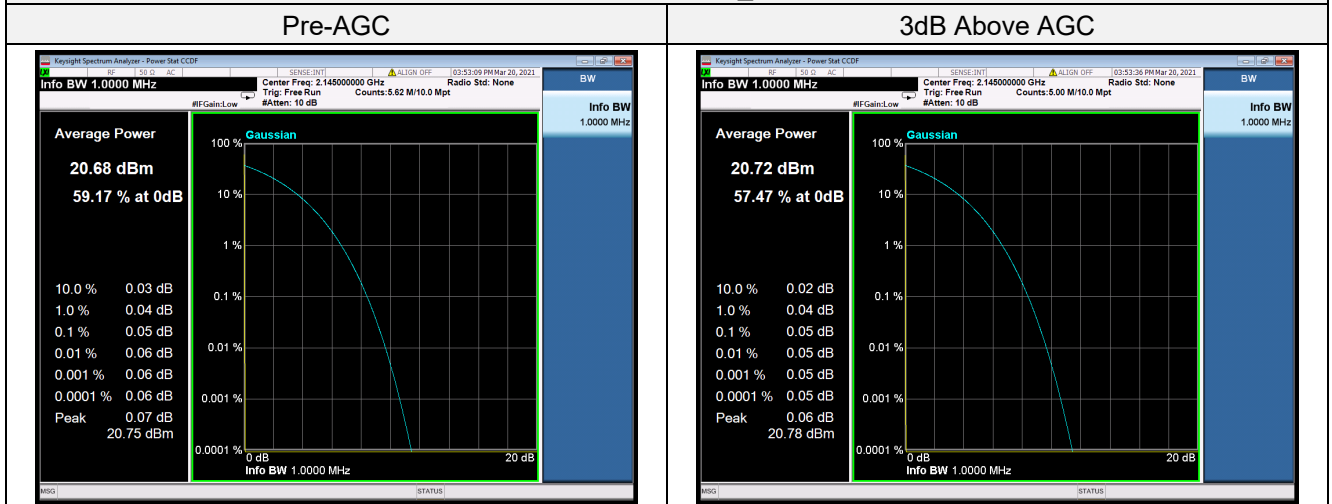 Pre-AGC
Keysight Spectrum Analyzer - Power Stat CCDF
RF 50 Ω AC SENSE:INT ALIGN OFF 03:53:09 PM Mar 20, 2021
Info BW 1.0000 MHz
Center Freq: 2.145000000 GHz Radio Std: None
Trig: Free Run Counts:5.62 M/10.0 Mpt
#IFGain:Low #Atten: 10 dB
BW
Info BW
1.0000 MHz
Average Power
20.68 dBm
59.17 % at 0dB
10.0 % 0.03 dB
1.0 % 0.04 dB
0.1 % 0.05 dB
0.01 % 0.06 dB
0.001 % 0.06 dB
0.0001 % 0.06 dB
Peak 0.07 dB
20.75 dBm
Gaussian
100 %
10 %
1 %
0.1 %
0.01 %
0.001 %
0.0001 %
0 dB 20 dB
Info BW 1.0000 MHz
MSG STATUS
3dB Above AGC
Keysight Spectrum Analyzer - Power Stat CCDF
RF 50 Ω AC SENSE:INT ALIGN OFF 03:53:36 PM Mar 20, 2021
Info BW 1.0000 MHz
Center Freq: 2.145000000 GHz Radio Std: None
Trig: Free Run Counts:5.00 M/10.0 Mpt
#IFGain:Low #Atten: 10 dB
BW
Info BW
1.0000 MHz
Average Power
20.72 dBm
57.47 % at 0dB
10.0 % 0.02 dB
1.0 % 0.04 dB
0.1 % 0.05 dB
0.01 % 0.05 dB
0.001 % 0.05 dB
0.0001 % 0.05 dB
Peak 0.06 dB
20.78 dBm
Gaussian
100 %
10 %
1 %
0.1 %
0.01 %
0.001 %
0.0001 %
0 dB 20 dB
Info BW 1.0000 MHz
MSG STATUS